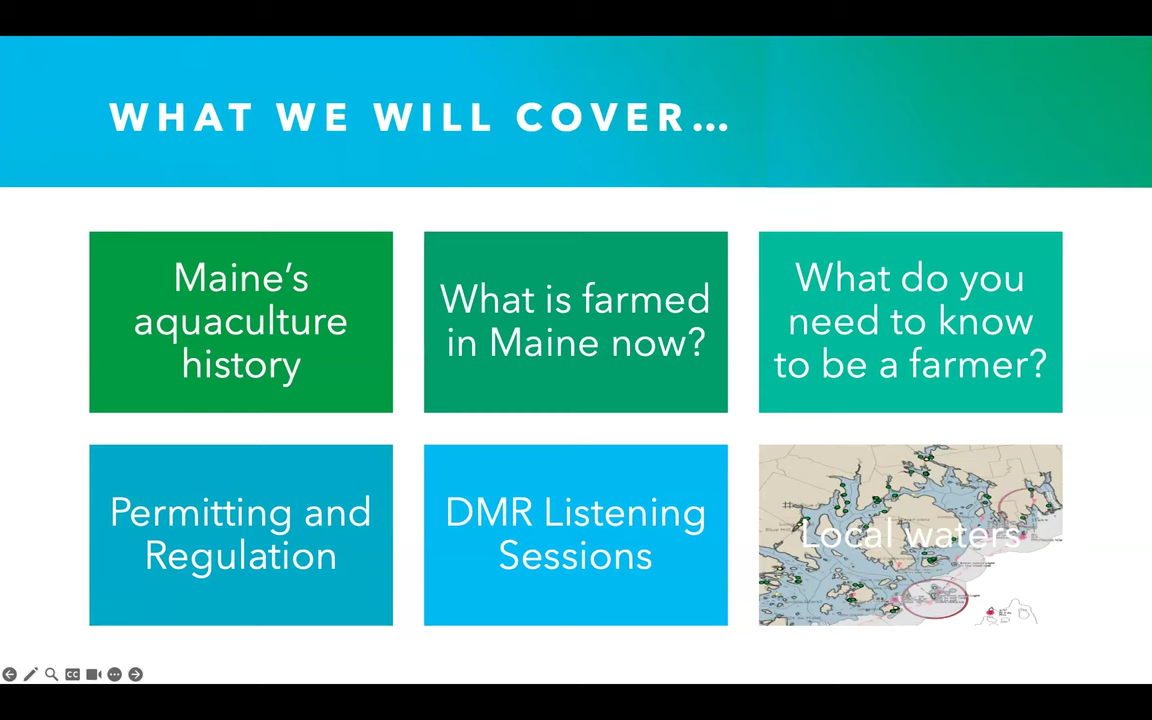 WHAT WE WILL COVER...
Maine's
aquaculture
history
What is farmed
in Maine now?
What do you
need to know
to be a farmer?
Permitting and
Regulation
DMR Listening
Sessions
Local waters
CC